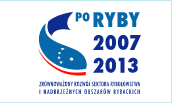 PO RYBY
2007
2013
ZRÓWNOWAŻONY ROZWÓJ SEKTORA RYBOŁÓWSTWA
I NADBRZEŻNYCH OBSZARÓW RYBACKICH